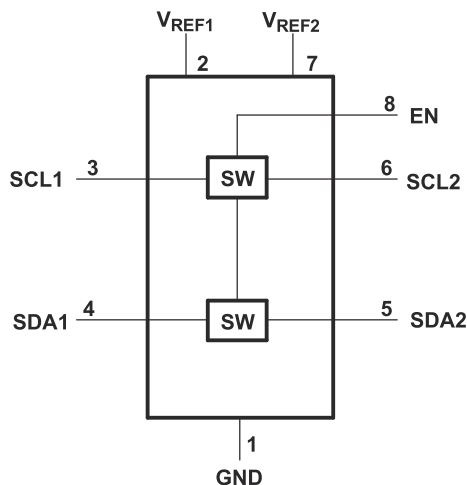 VREF1 VREF2
2 7
8 EN
SCL1 3 SW 6 SCL2
SDA1 4 SW 5 SDA2
1
GND